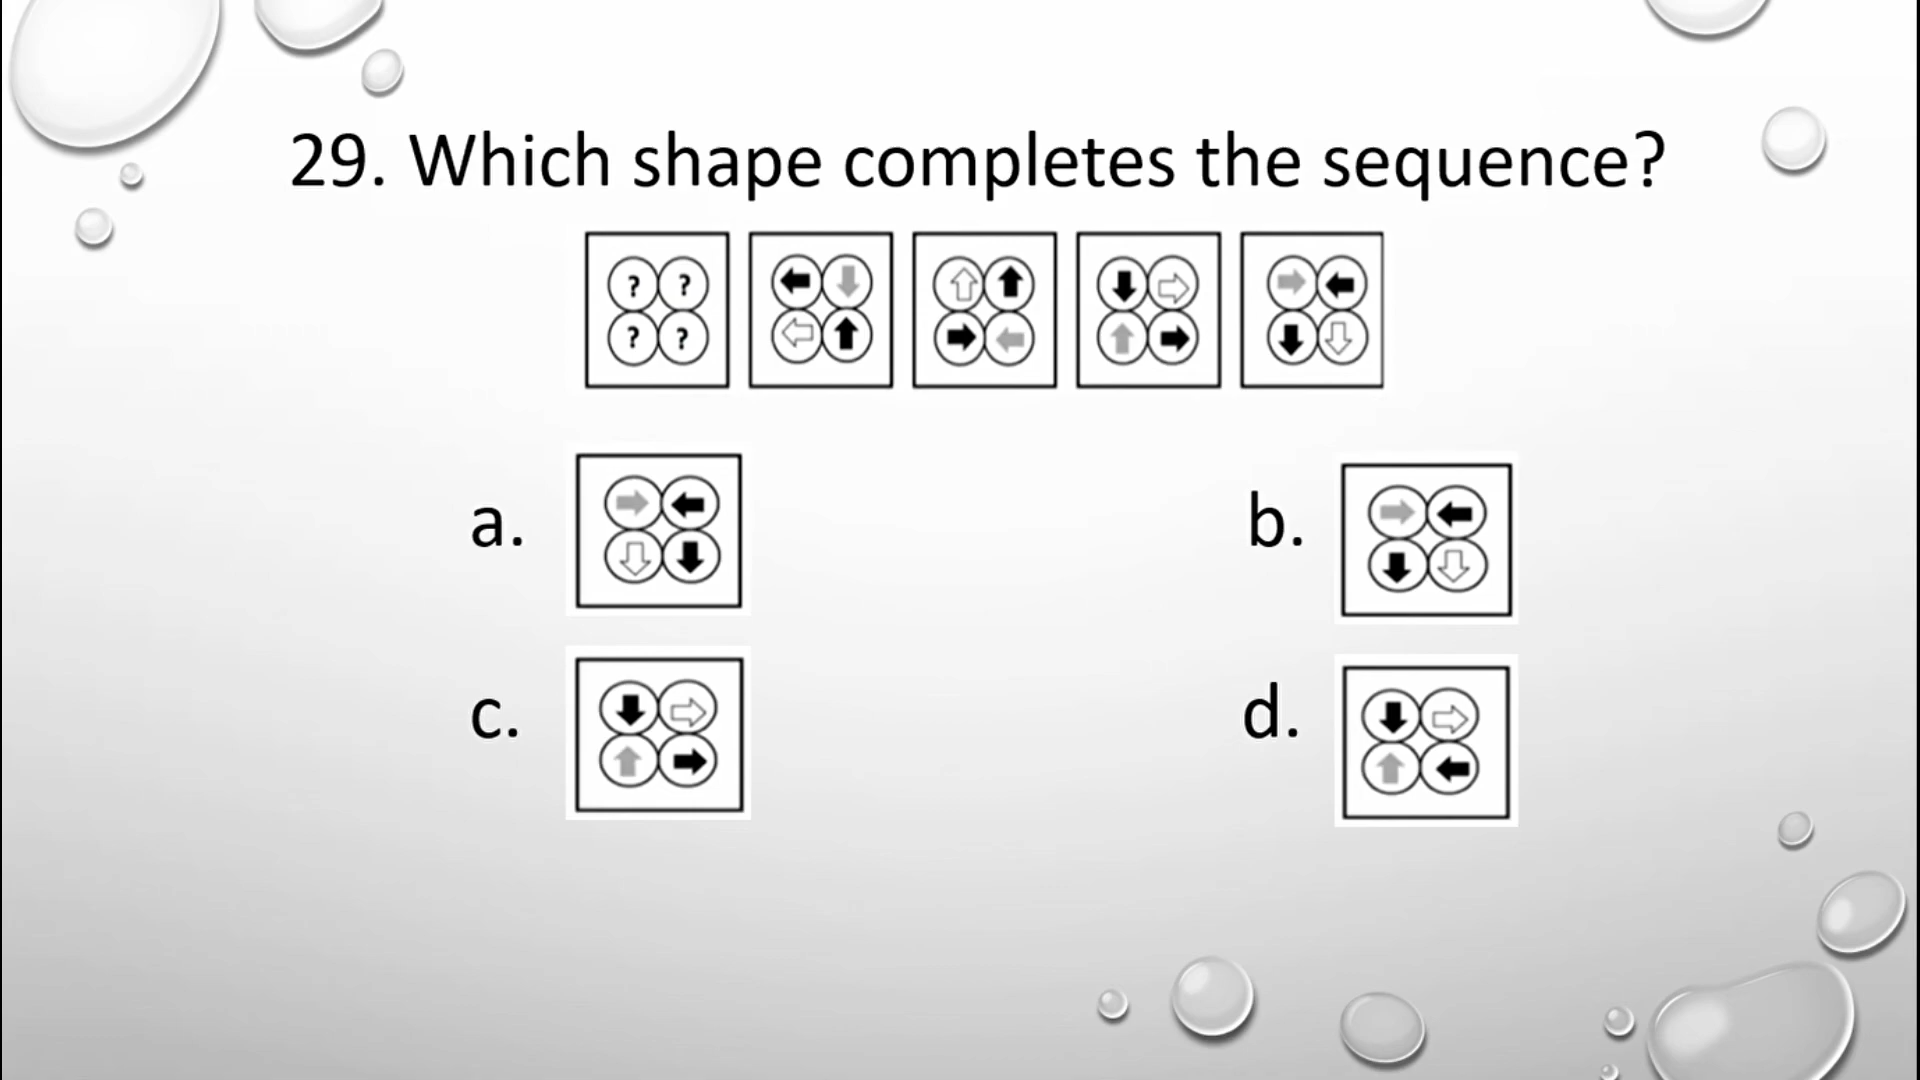 29. Which shape completes the sequence?
? ?
? ?
a.
b.
c.
d.